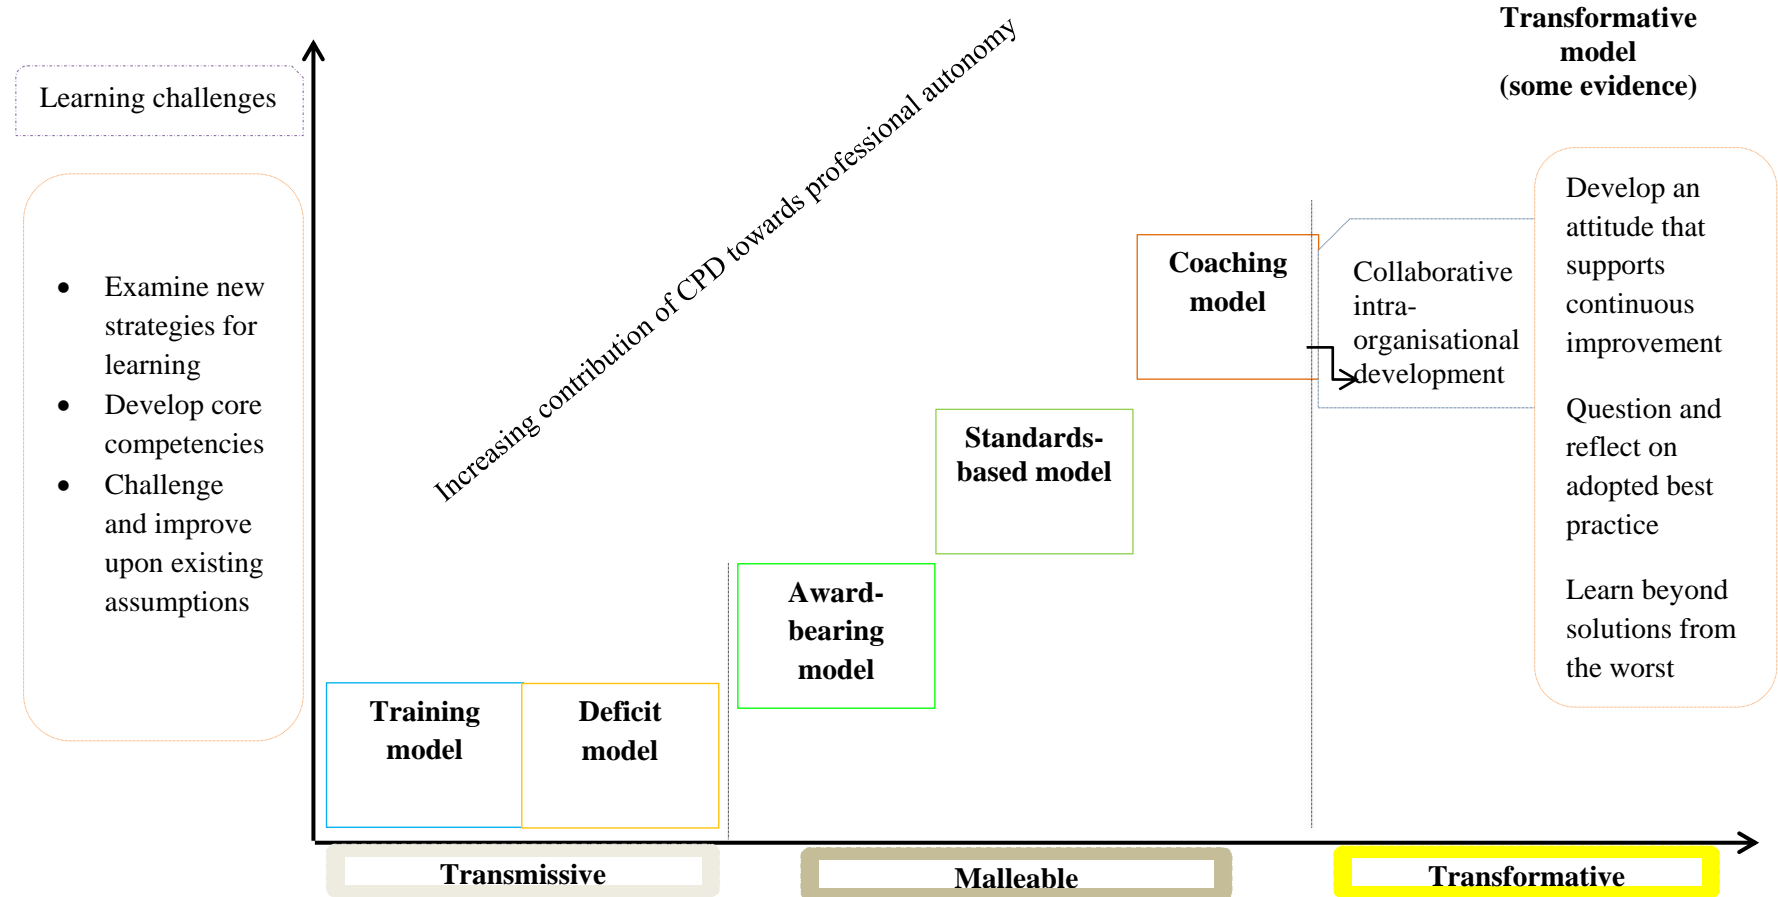 Transformative
model
(some evidence)
Learning challenges
Increasing contribution of CPD towards professional autonomy
• Examine new
strategies for
learning
• Develop core
competencies
• Challenge
and improve
upon existing
assumptions
Training
model
Deficit
model
Award-
bearing
model
Standards-
based model
Coaching
model
Collaborative
intra-
organisational
development
Develop an
attitude that
supports
continuous
improvement
Question and
reflect on
adopted best
practice
Learn beyond
solutions from
the worst
Transmissive
Malleable
Transformative